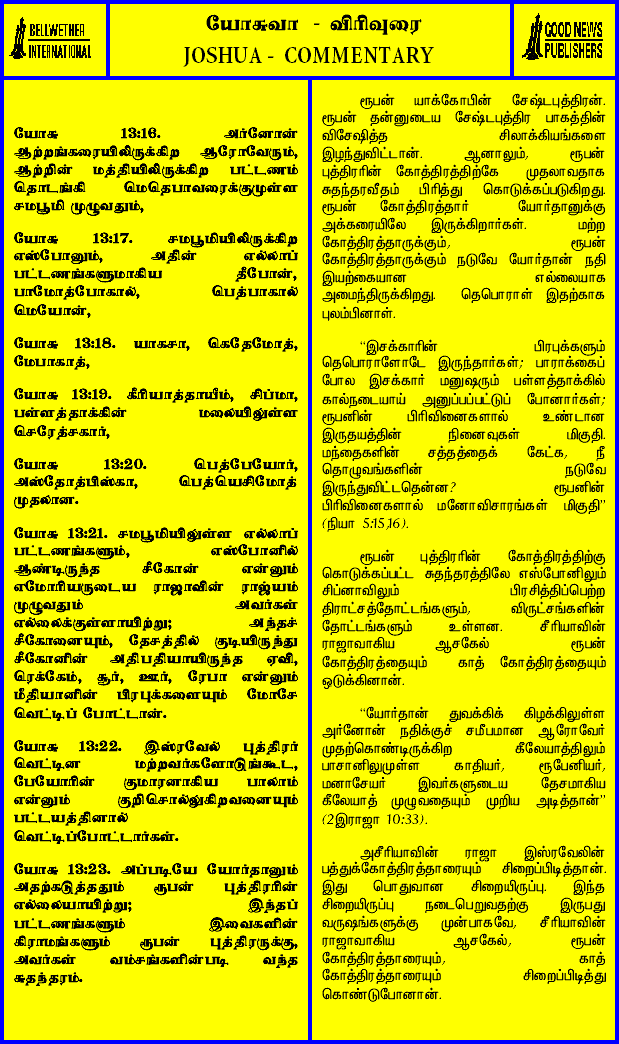 BELLWETHER
INTERNATIONAL
யோசுவா - விரிவுரை
JOSHUA - COMMENTARY
GOOD NEWS
PUBLISHERS
யோசு 13:16. அர்னோன்
ஆற்றங்கரையிலிருக்கிற ஆரோவேரும்,
ஆற்றின் மத்தியிலிருக்கிற பட்டணம்
தொடங்கி மெதெபாவரைக்குமுள்ள
சமபூமி முழுவதும்,
யோசு 13:17. சமபூமியிலிருக்கிற
எஸ்போனும், அதின் எல்லாப்
பட்டணங்களுமாகிய தீபோன்,
பாமோத்போகால், பெத்பாகால்
மெயோன்,
யோசு 13:18. யாகசா, கெதேமோத்,
மேபாகாத்,
யோசு 13:19. கீரியாத்தாயீம், சிப்மா,
பள்ளத்தாக்கின் மலையிலுள்ள
செரேத்சகார்,
யோசு 13:20. பெத்பேயோர்,
அஸ்தோத்பிஸ்கா, பெத்யெசிமோத்
முதலான.
யோசு 13:21. சமபூமியிலுள்ள எல்லாப்
பட்டணங்களும், எஸ்போனில்
ஆண்டிருந்த சீகோன் என்னும்
எமோரியருடைய ராஜாவின் ராஜ்யம்
முழுவதும் அவர்கள்
எல்லைக்குள்ளாயிற்று; அந்தச்
சீகோனையும், தேசத்தில் குடியிருந்து
சீகோனின் அதிபதியாயிருந்த ஏவி,
ரெக்கேம், சூர், ஊர், ரேபா என்னும்
மீதியானின் பிரபுக்களையும் மோசே
வெட்டிப் போட்டான்.
யோசு 13:22. இஸ்ரவேல் புத்திரர்
வெட்டின மற்றவர்களோடுங்கூட,
பேயோரின் குமாரனாகிய பாலாம்
என்னும் குறிசொல்லுகிறவனையும்
பட்டயத்தினால்
வெட்டிப்போட்டார்கள்.
யோசு 13:23. அப்படியே யோர்தானும்
அதற்கடுத்ததும் ரூபன் புத்திரரின்
எல்லையாயிற்று; இந்தப்
பட்டணங்களும் இவைகளின்
கிராமங்களும் ரூபன் புத்திரருக்கு,
அவர்கள் வம்சங்களின்படி வந்த
சுதந்தரம்.
ரூபன் யாக்கோபின் சேஷ்டபுத்திரன்.
ரூபன் தன்னுடைய சேஷ்டபுத்திர பாகத்தின்
விசேஷித்த சிலாக்கியங்களை
இழந்துவிட்டான். ஆனாலும், ரூபன்
புத்திரரின் கோத்திரத்திற்கே முதலாவதாக
சுதந்தரவீதம் பிரித்து கொடுக்கப்படுகிறது.
ரூபன் கோத்திரத்தார் யோர்தானுக்கு
அக்கரையிலே இருக்கிறார்கள். மற்ற
கோத்திரத்தாருக்கும், ரூபன்
கோத்திரத்தாருக்கும் நடுவே யோர்தான் நதி
இயற்கையான எல்லையாக
அமைந்திருக்கிறது. தெபொராள் இதற்காக
புலம்பினாள்.
“இசக்காரின் பிரபுக்களும்
தெபொராளோடே இருந்தார்கள்; பாராக்கைப்
போல இசக்கார் மனுஷரும் பள்ளத்தாக்கில்
கால்நடையாய் அனுப்பப்பட்டுப் போனார்கள்;
ரூபனின் பிரிவினைகளால் உண்டான
இருதயத்தின் நினைவுகள் மிகுதி.
மந்தைகளின் சத்தத்தைக் கேட்க, நீ
தொழுவங்களின் நடுவே
இருந்துவிட்டதென்ன? ரூபனின்
பிரிவினைகளால் மனோவிசாரங்கள் மிகுதி”
(நியா 5:15,16).
ரூபன் புத்திரரின் கோத்திரத்திற்கு
கொடுக்கப்பட்ட சுதந்தரத்திலே எஸ்போனிலும்
சிப்னாவிலும் பிரசித்திப்பெற்ற
திராட்சத்தோட்டங்களும், விருட்சங்களின்
தோட்டங்களும் உள்ளன. சீரியாவின்
ராஜாவாகிய ஆசகேல் ரூபன்
கோத்திரத்தையும் காத் கோத்திரத்தையும்
ஒடுக்கினான்.
“யோர்தான் துவக்கிக் கிழக்கிலுள்ள
அர்னோன் நதிக்குச் சமீபமான ஆரோவேர்
முதற்கொண்டிருக்கிற கீலேயாத்திலும்
பாசானிலுமுள்ள காதியர், ரூபேனியர்,
மனாசேயர் இவர்களுடைய தேசமாகிய
கீலேயாத் முழுவதையும் முறிய அடித்தான்”
(2இராஜா 10:33).
அசீரியாவின் ராஜா இஸ்ரவேலின்
பத்துக்கோத்திரத்தாரையும் சிறைப்பிடித்தான்.
இது பொதுவான சிறையிருப்பு. இந்த
சிறையிருப்பு நடைபெறுவதற்கு இருபது
வருஷங்களுக்கு முன்பாகவே, சீரியாவின்
ராஜாவாகிய ஆசகேல், ரூபன்
கோத்திரத்தாரையும், காத்
கோத்திரத்தாரையும் சிறைப்பிடித்து
கொண்டுபோனான்.